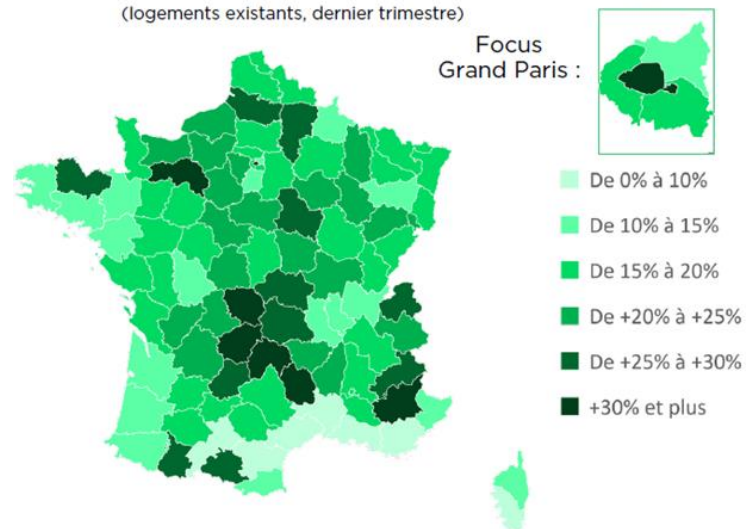 (logements existants, dernier trimestre)
Focus
Grand Paris :
De 0% à 10%
De 10% à 15%
De 15% à 20%
De +20% à +25%
De +25% à +30%
+30% et plus